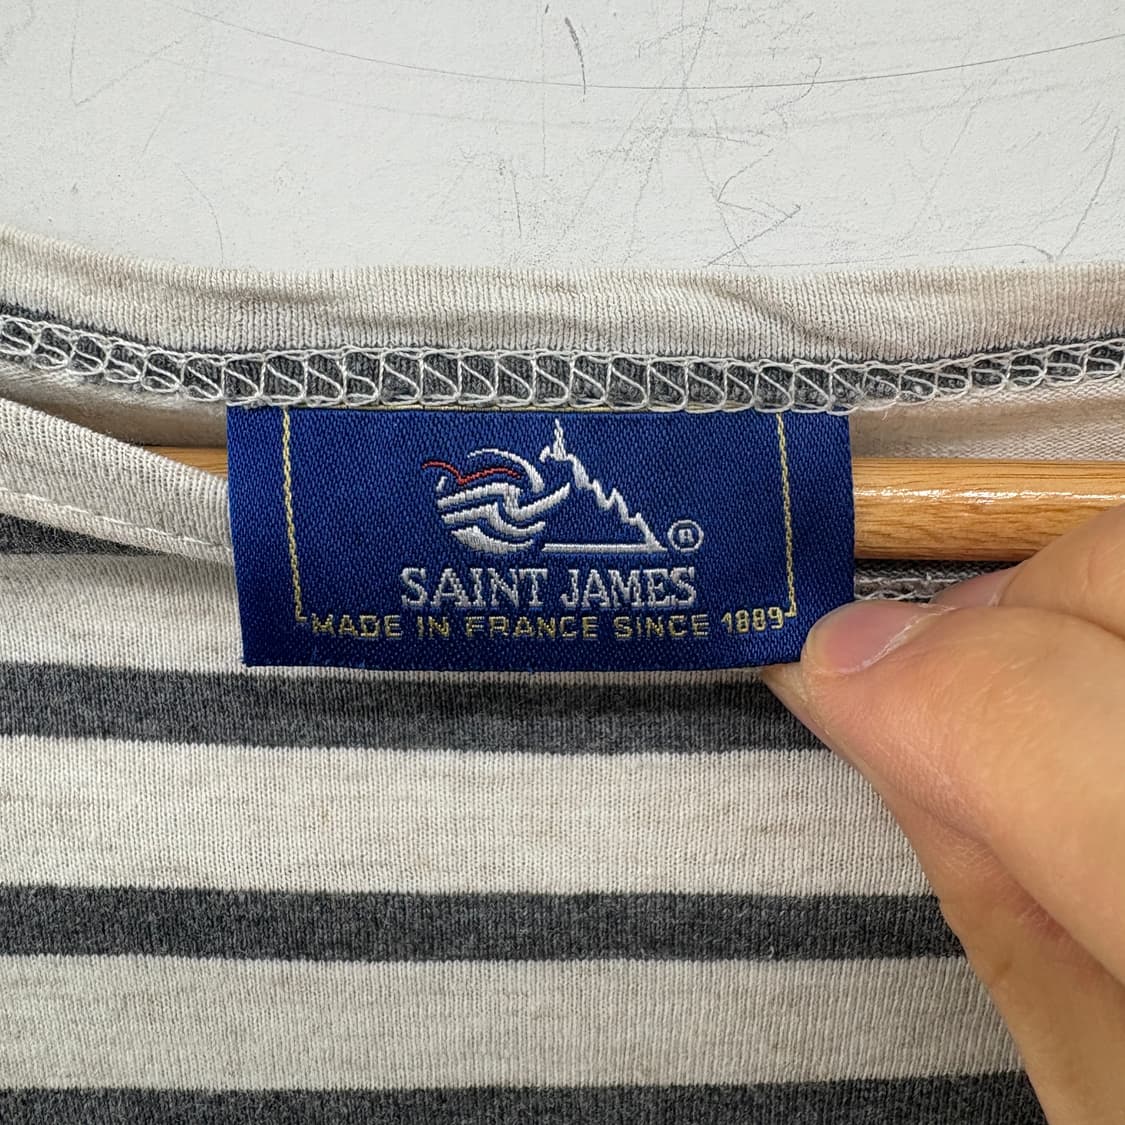 ®
SAINT JAMES
MADE IN FRANCE SINCE 1889